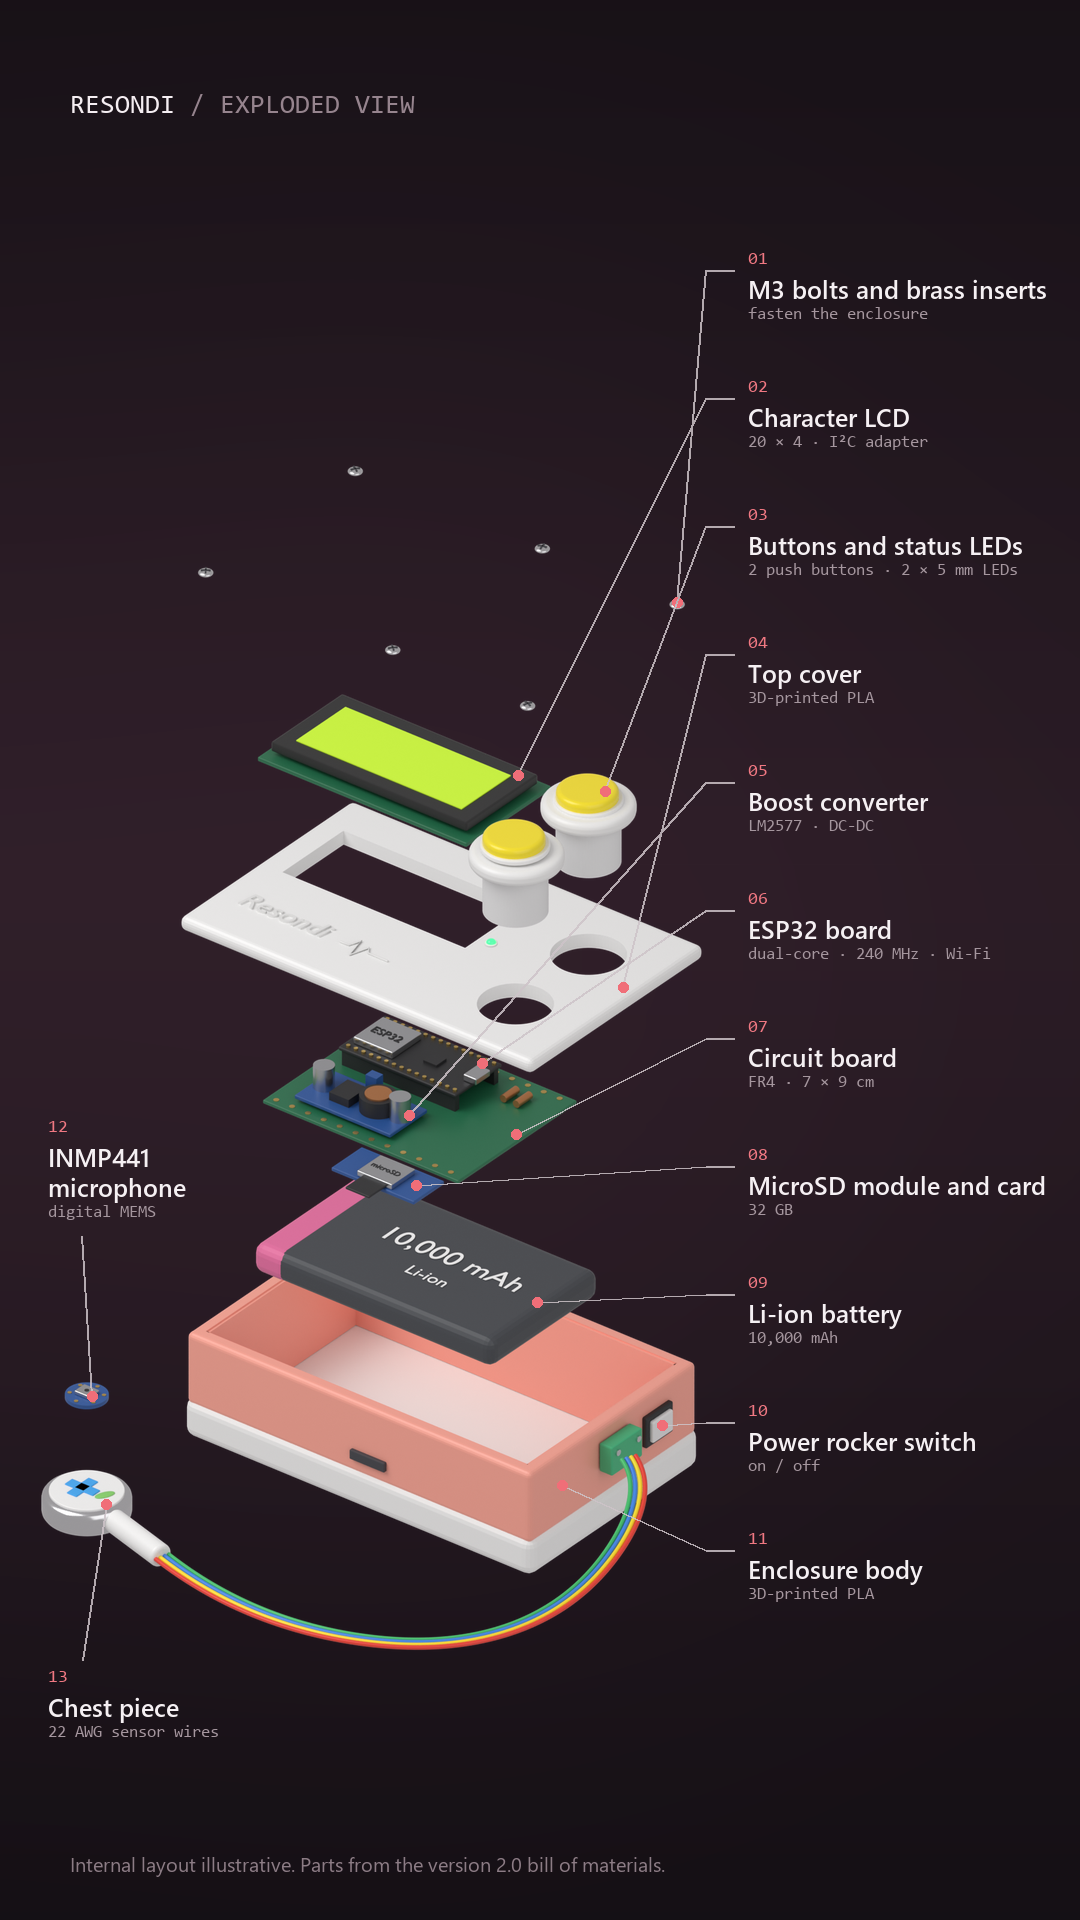 RESONDI / EXPLODED VIEW
01
M3 bolts and brass inserts
fasten the enclosure
02
Character LCD
20 × 4 · I²C adapter
03
Buttons and status LEDs
2 push buttons · 2 × 5 mm LEDs
04
Top cover
3D-printed PLA
05
Boost converter
LM2577 · DC-DC
06
ESP32 board
dual-core · 240 MHz · Wi-Fi
07
Circuit board
FR4 · 7 × 9 cm
08
MicroSD module and card
32 GB
09
Li-ion battery
10,000 mAh
10
Power rocker switch
on / off
11
Enclosure body
3D-printed PLA
12
INMP441
microphone
digital MEMS
13
Chest piece
22 AWG sensor wires
Resondi
ESP32
microSD
10,000 mAh
Li-ion
Internal layout illustrative. Parts from the version 2.0 bill of materials.